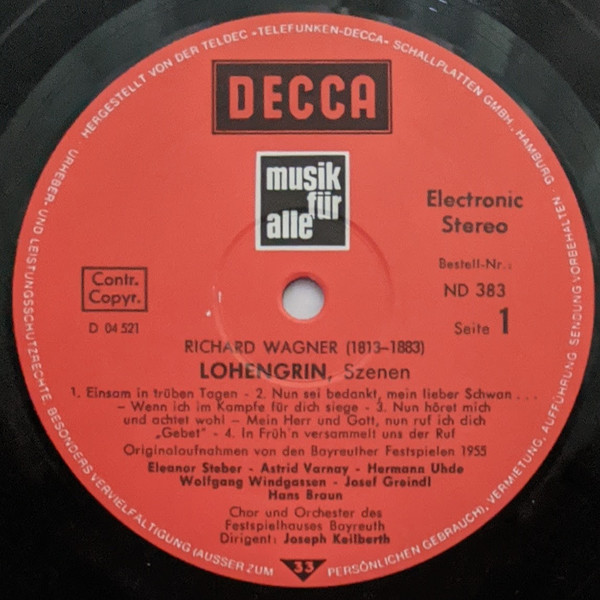 HERGESTELLT VON DER TELDEC »TELEFUNKEN-DECCA« SCHALLPLATTEN GMBH., HAMBURG · URHEBER- UND LEISTUNGSSCHUTZRECHTE, BESONDERS VERVIELFÄLTIGUNG (AUSSER ZUM PERSÖNLICHEN GEBRAUCH), VERMIETUNG, AUFFÜHRUNG, SENDUNG VORBEHALTEN.
DECCA
musik
für
alle
Electronic
Stereo
Bestell-Nr.:
ND 383
Seite 1
Contr.
Copyr.
D 04 521
RICHARD WAGNER (1813–1883)
LOHENGRIN, Szenen
1. Einsam in trüben Tagen - 2. Nun sei bedankt, mein lieber Schwan . . .
– Wenn ich im Kampfe für dich siege - 3. Nun höret mich
und achtet wohl – Mein Herr und Gott, nun ruf ich dich
„Gebet“ - 4. In Früh'n versammelt uns der Ruf
Originalaufnahmen von den Bayreuther Festspielen 1955
Eleanor Steber - Astrid Varnay - Hermann Uhde
Wolfgang Windgassen - Josef Greindl
Hans Braun
Chor und Orchester des
Festspielhauses Bayreuth
Dirigent: Joseph Keilberth
33